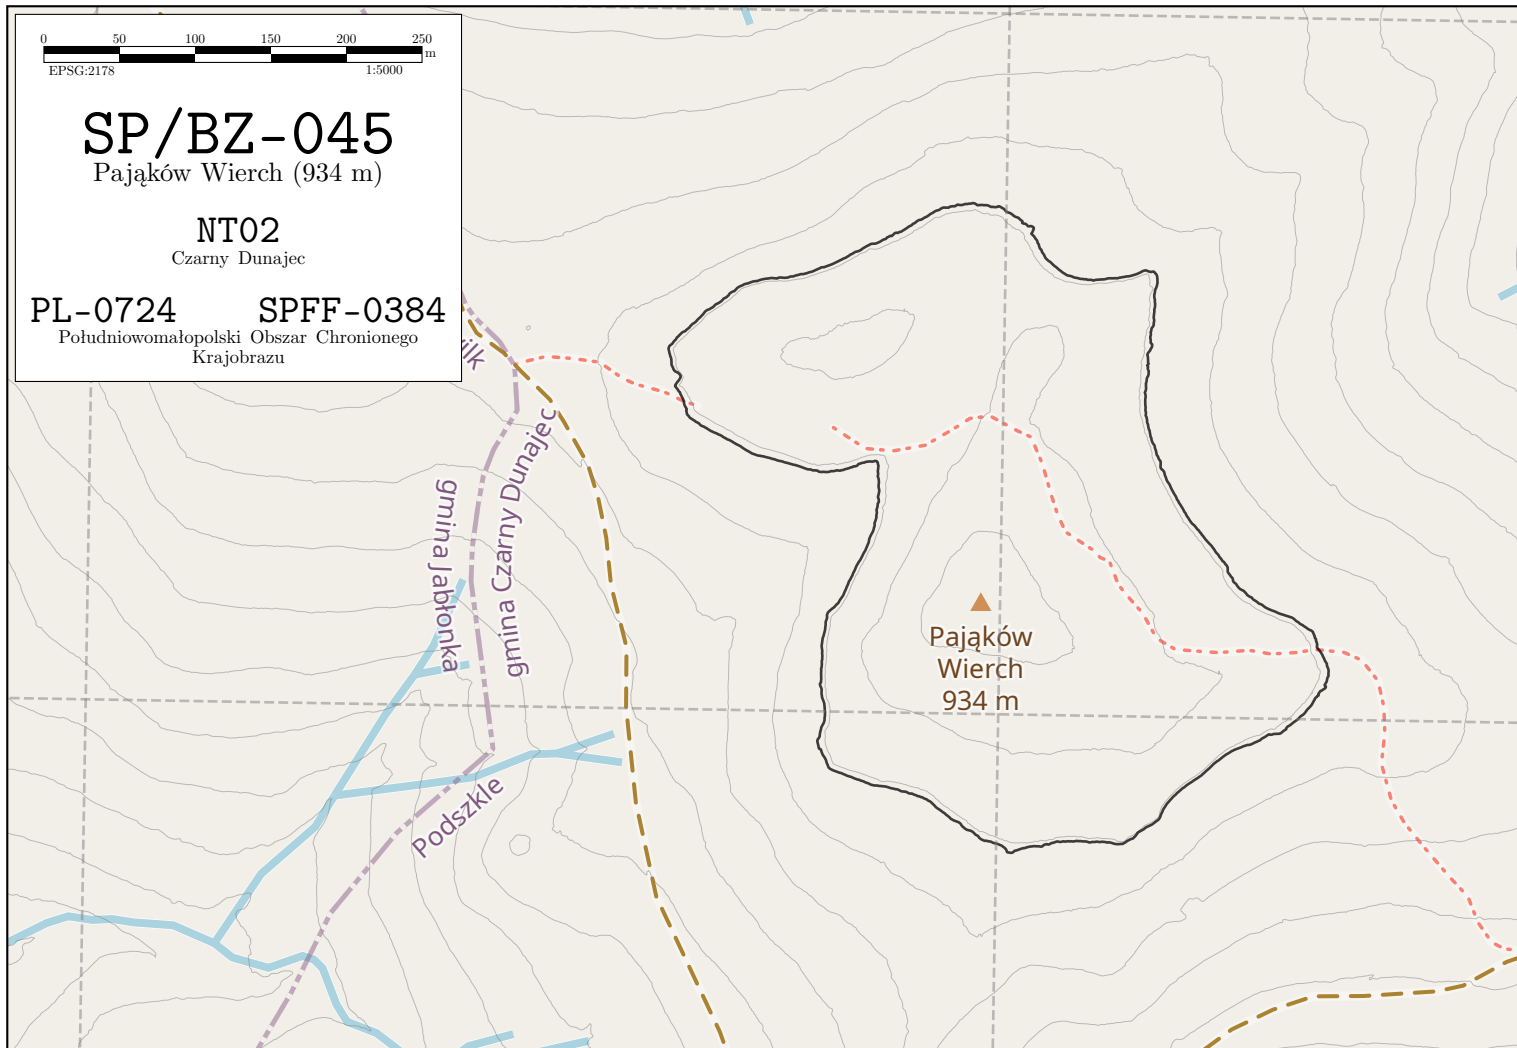 0 50 100 150 200 250
m
EPSG:2178 1:5000
SP/BZ-045
Pająków Wierch (934 m)
NT02
Czarny Dunajec
PL-0724 SPFF-0384
Południowomałopolski Obszar Chronionego
Krajobrazu
gmina Czarny Dunajec
gmina Jabłonka
Podszkle
Pająków
Wierch
934 m